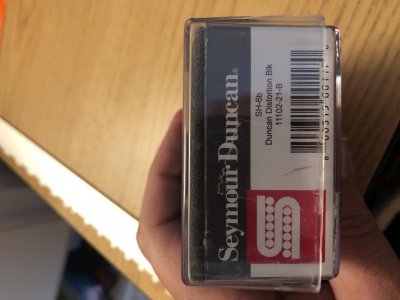 Seymour Duncan®
SH-6b
Duncan Distortion Blk
11102-21-B